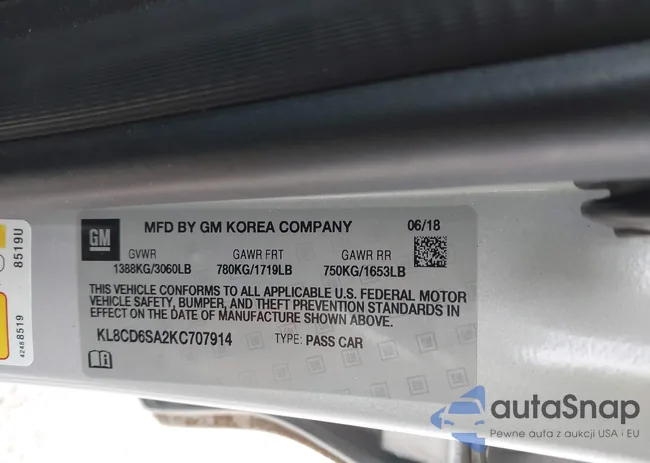 GM
MFD BY GM KOREA COMPANY
06/18
GVWR
GAWR FRT
GAWR RR
1388KG/3060LB
780KG/1719LB
750KG/1653LB
THIS VEHICLE CONFORMS TO ALL APPLICABLE U.S. FEDERAL MOTOR
VEHICLE SAFETY, BUMPER, AND THEFT PREVENTION STANDARDS IN
EFFECT ON THE DATE OF MANUFACTURE SHOWN ABOVE.
KL8CD6SA2KC707914
TYPE: PASS CAR
8519U
42488519
autaSnap
Pewne auta z aukcji USA i EU